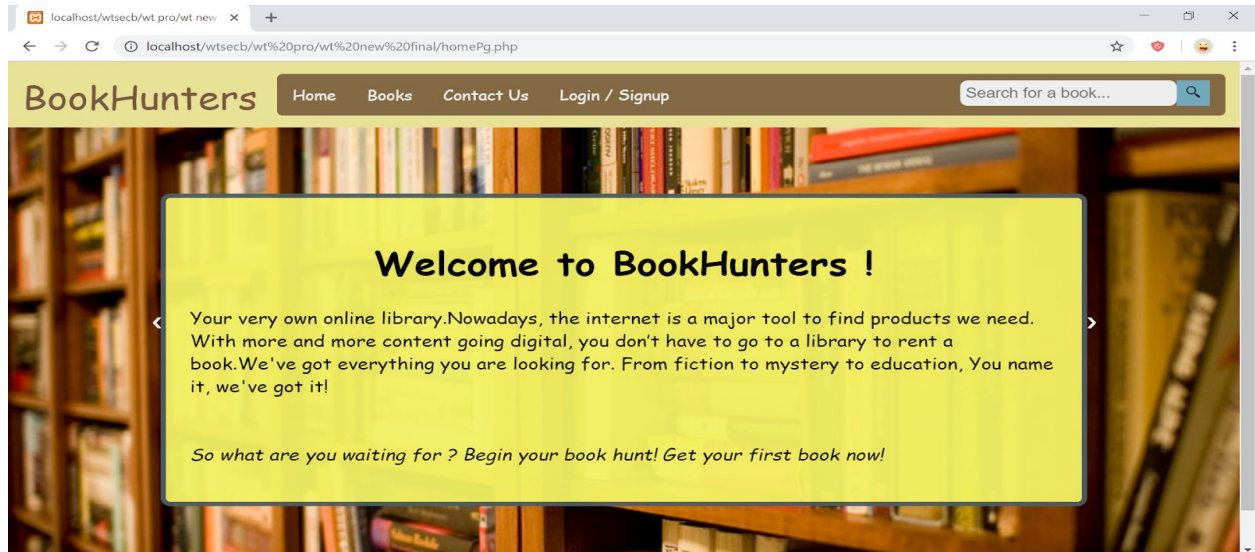 localhost/wtsecb/wt pro/wt new
localhost/wtsecb/wt%20pro/wt%20new%20final/homePg.php
BookHunters
Home Books Contact Us Login / Signup
Search for a book...
Welcome to BookHunters !
Your very own online library.Nowadays, the internet is a major tool to find products we need.
With more and more content going digital, you don't have to go to a library to rent a
book.We've got everything you are looking for. From fiction to mystery to education, You name
it, we've got it!
So what are you waiting for ? Begin your book hunt! Get your first book now!